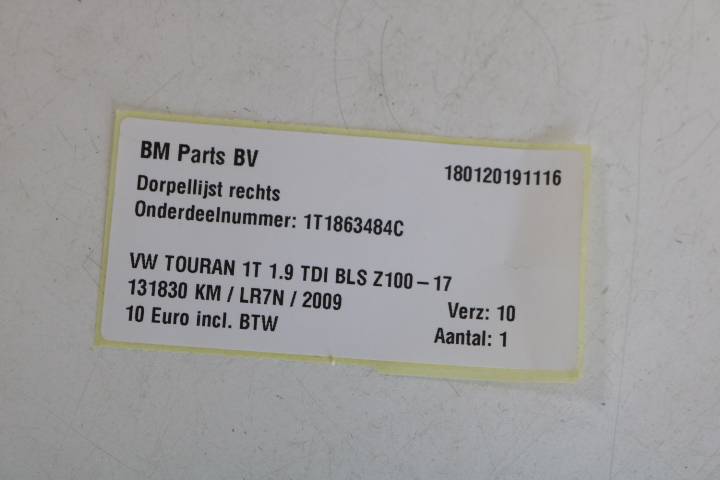 BM Parts BV 180120191116
Dorpellijst rechts
Onderdeelnummer: 1T1863484C
VW TOURAN 1T 1.9 TDI BLS Z100-17
131830 KM / LR7N / 2009 Verz: 10
10 Euro incl. BTW Aantal: 1